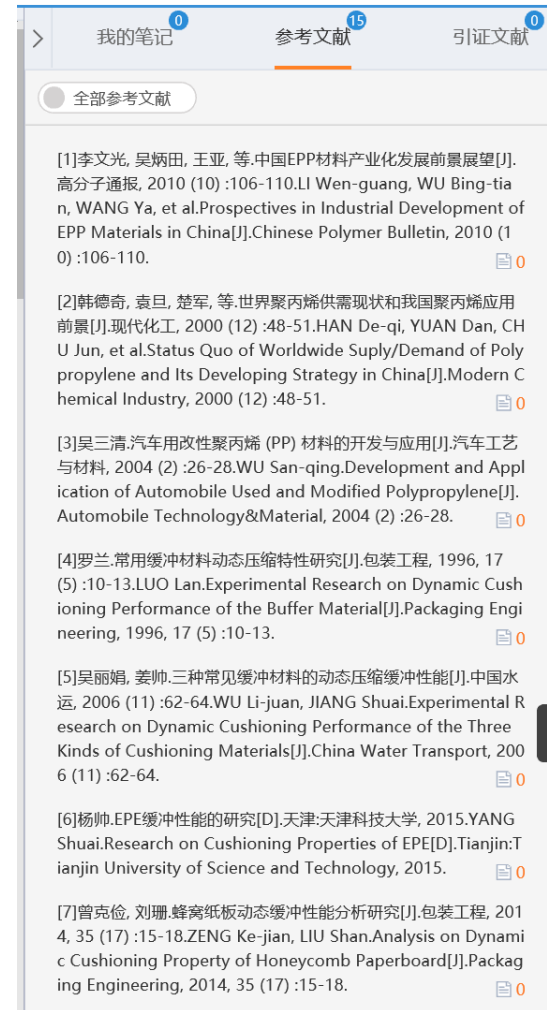 我的笔记 0 参考文献 15 引证文献 0
全部参考文献
[1]李文光, 吴炳田, 王亚, 等.中国EPP材料产业化发展前景展望[J].
高分子通报, 2010 (10) :106-110.LI Wen-guang, WU Bing-tia
n, WANG Ya, et al.Prospectives in Industrial Development of
EPP Materials in China[J].Chinese Polymer Bulletin, 2010 (1
0) :106-110.
0
[2]韩德奇, 袁旦, 楚军, 等.世界聚丙烯供需现状和我国聚丙烯应用
前景[J].现代化工, 2000 (12) :48-51.HAN De-qi, YUAN Dan, CH
U Jun, et al.Status Quo of Worldwide Suply/Demand of Poly
propylene and Its Developing Strategy in China[J].Modern C
hemical Industry, 2000 (12) :48-51.
0
[3]吴三清.汽车用改性聚丙烯 (PP) 材料的开发与应用[J].汽车工艺
与材料, 2004 (2) :26-28.WU San-qing.Development and Appl
ication of Automobile Used and Modified Polypropylene[J].
Automobile Technology&Material, 2004 (2) :26-28.
0
[4]罗兰.常用缓冲材料动态压缩特性研究[J].包装工程, 1996, 17
(5) :10-13.LUO Lan.Experimental Research on Dynamic Cush
ioning Performance of the Buffer Material[J].Packaging Engi
neering, 1996, 17 (5) :10-13.
0
[5]吴丽娟, 姜帅.三种常见缓冲材料的动态压缩缓冲性能[J].中国水
运, 2006 (11) :62-64.WU Li-juan, JIANG Shuai.Experimental R
esearch on Dynamic Cushioning Performance of the Three
Kinds of Cushioning Materials[J].China Water Transport, 200
6 (11) :62-64.
0
[6]杨帅.EPE缓冲性能的研究[D].天津:天津科技大学, 2015.YANG
Shuai.Research on Cushioning Properties of EPE[D].Tianjin:T
ianjin University of Science and Technology, 2015.
0
[7]曾克俭, 刘珊.蜂窝纸板动态缓冲性能分析研究[J].包装工程, 201
4, 35 (17) :15-18.ZENG Ke-jian, LIU Shan.Analysis on Dynami
c Cushioning Property of Honeycomb Paperboard[J].Packag
ing Engineering, 2014, 35 (17) :15-18.
0